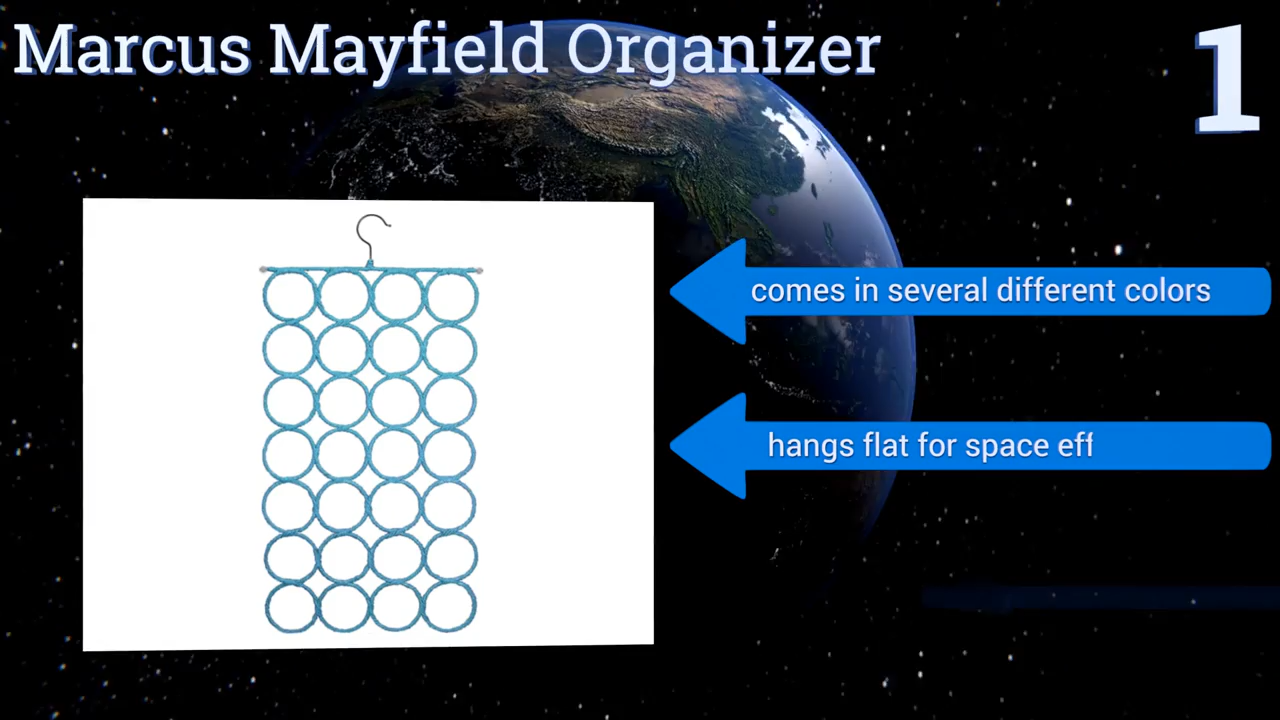 Marcus Mayfield Organizer
1
comes in several different colors
hangs flat for space eff